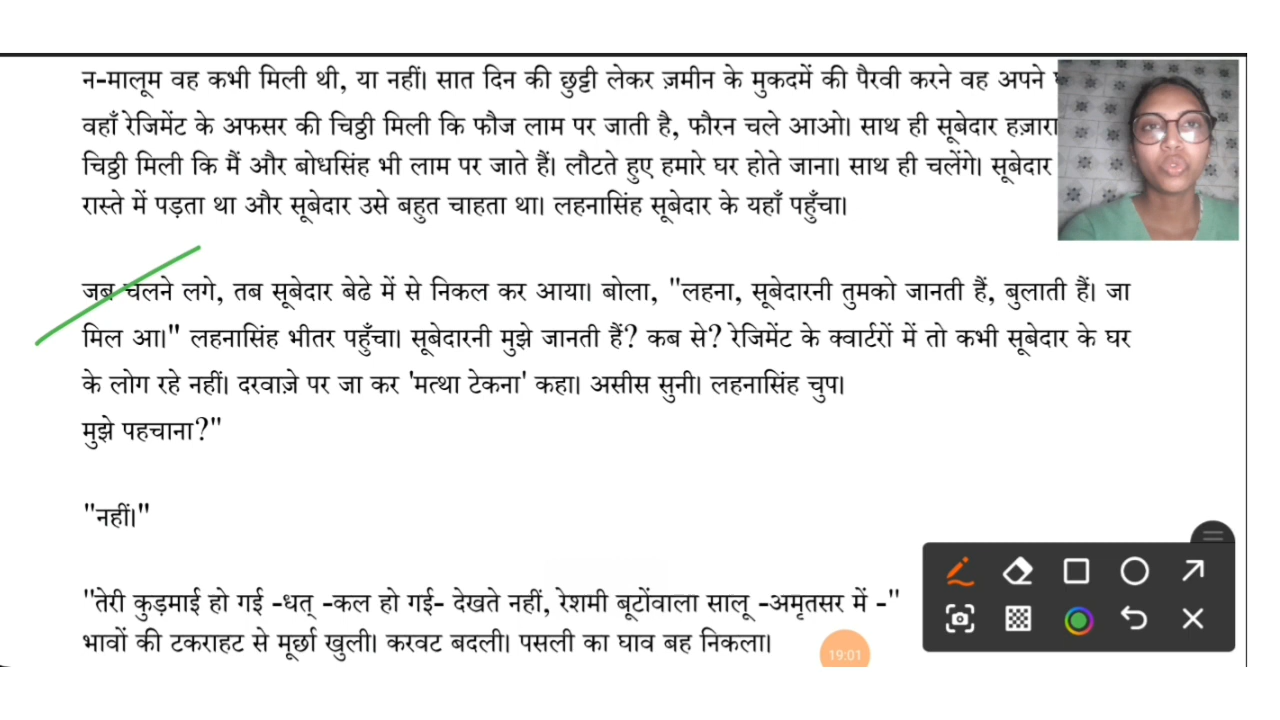 न-मालूम वह कभी मिली थी, या नहीं। सात दिन की छुट्टी लेकर ज़मीन के मुकदमें की पैरवी करने वह अपने
वहाँ रेजिमेंट के अफसर की चिट्ठी मिली कि फौज लाम पर जाती है, फौरन चले आओ। साथ ही सूबेदार हज़ारा
चिट्ठी मिली कि मैं और बोधसिंह भी लाम पर जाते हैं। लौटते हुए हमारे घर होते जाना। साथ ही चलेंगे। सूबेदार
रास्ते में पड़ता था और सूबेदार उसे बहुत चाहता था। लहनासिंह सूबेदार के यहाँ पहुँचा।
जब चलने लगे, तब सूबेदार बेढे में से निकल कर आया। बोला, "लहना, सूबेदारनी तुमको जानती हैं, बुलाती हैं। जा
मिल आ।" लहनासिंह भीतर पहुँचा। सूबेदारनी मुझे जानती हैं? कब से? रेजिमेंट के क्वार्टरों में तो कभी सूबेदार के घर
के लोग रहे नहीं। दरवाज़े पर जा कर 'मत्था टेकना' कहा। असीस सुनी। लहनासिंह चुप।
मुझे पहचाना?"
"नहीं।"
"तेरी कुड़माई हो गई -धत् -कल हो गई- देखते नहीं, रेशमी बूटोंवाला सालू -अमृतसर में -"
भावों की टकराहट से मूर्छा खुली। करवट बदली। पसली का घाव बह निकला।
19:01